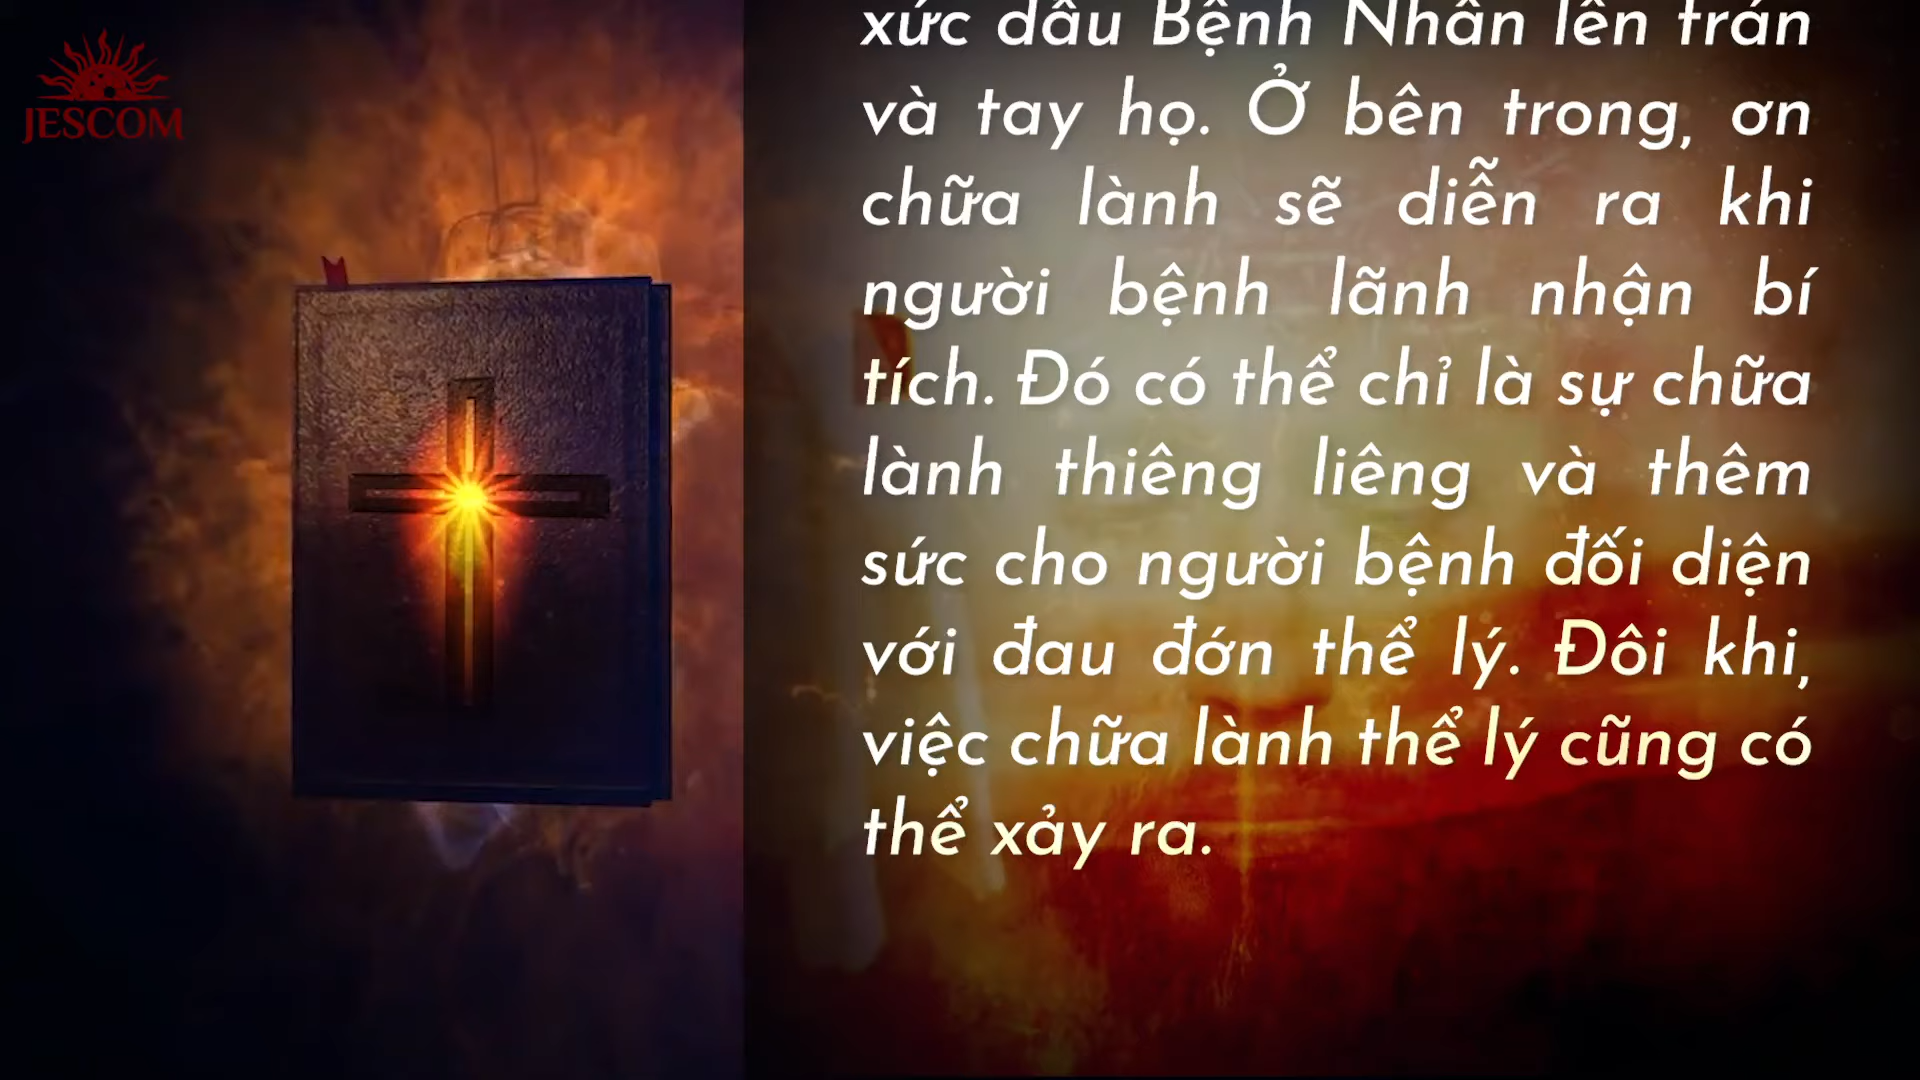 JESCOM
xức dầu Bệnh Nhân lên trán
và tay họ. Ở bên trong, ơn
chữa lành sẽ diễn ra khi
người bệnh lãnh nhận bí
tích. Đó có thể chỉ là sự chữa
lành thiêng liêng và thêm
sức cho người bệnh đối diện
với đau đớn thể lý. Đôi khi,
việc chữa lành thể lý cũng có
thể xảy ra.